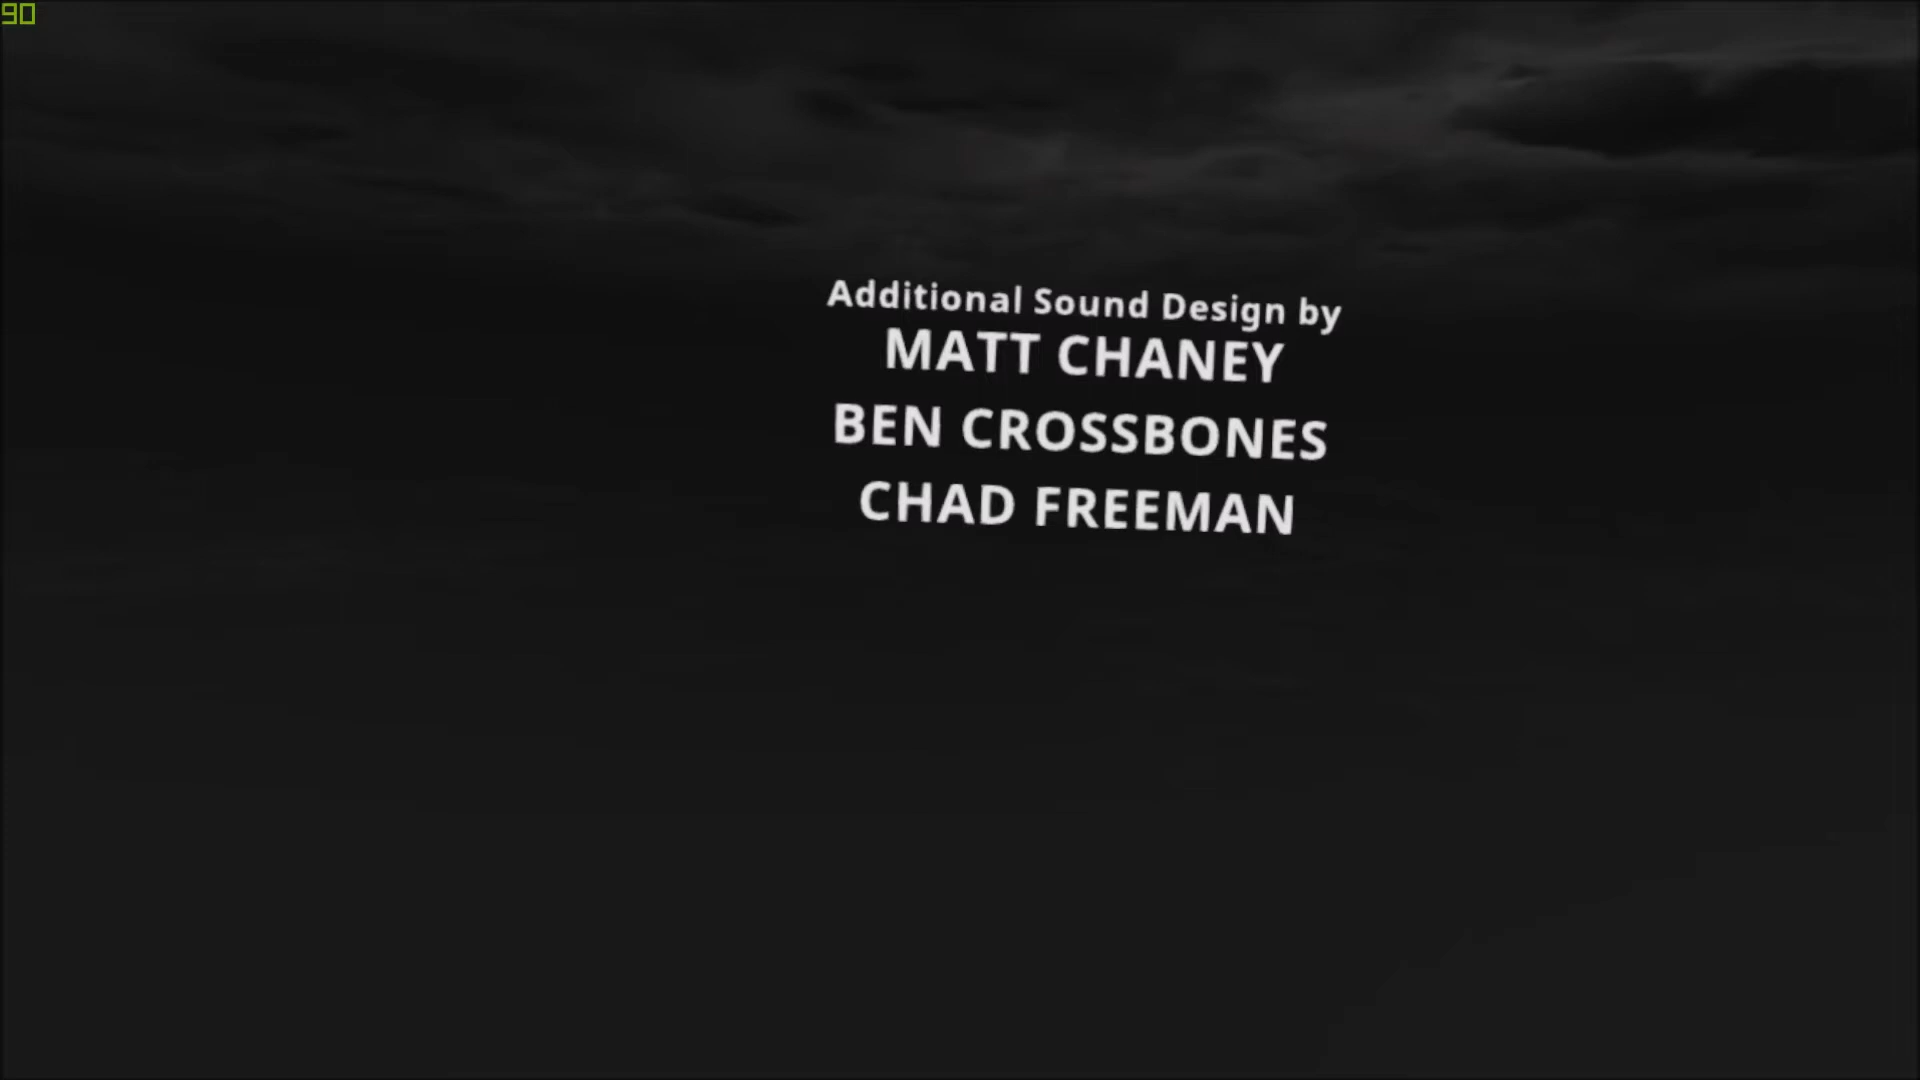 90
Additional Sound Design by
MATT CHANEY
BEN CROSSBONES
CHAD FREEMAN